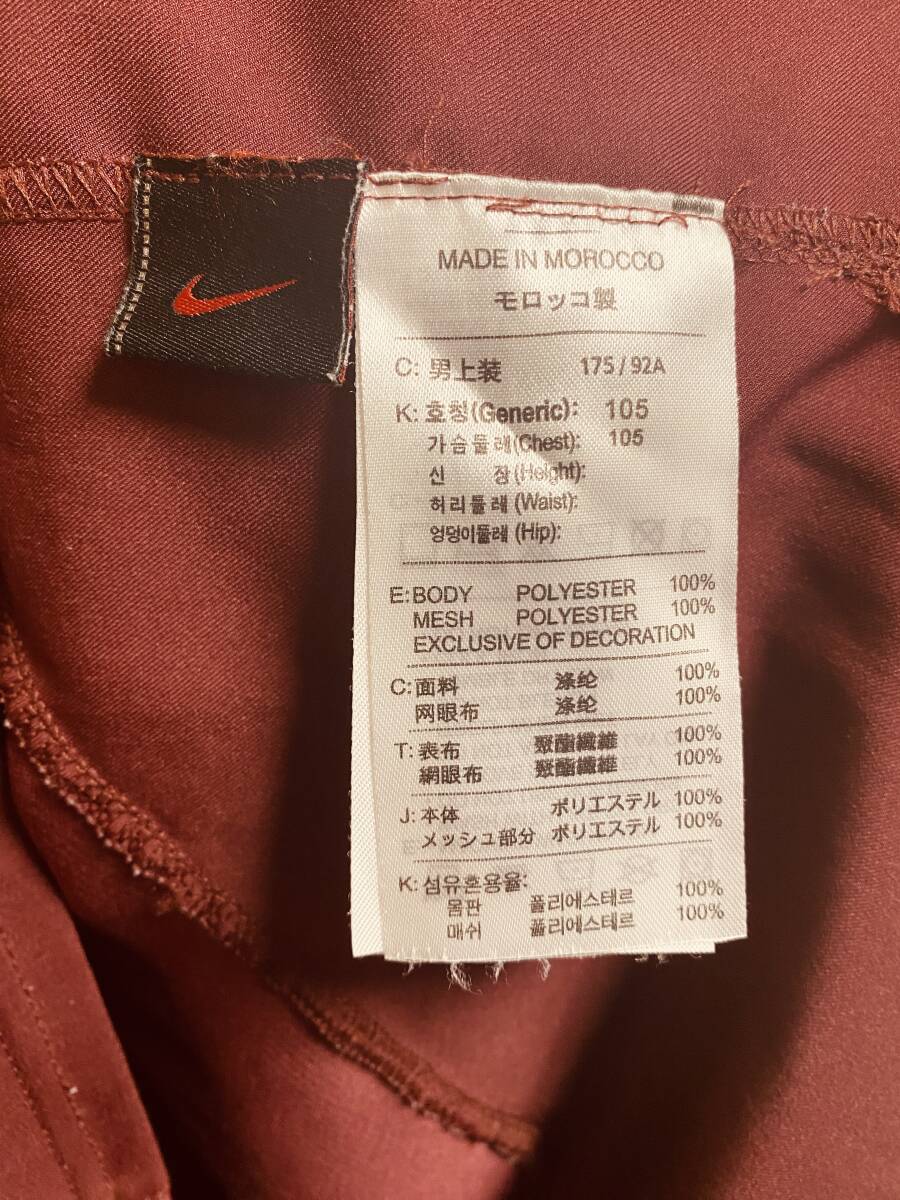 MADE IN MOROCCO
モロッコ製
C: 男上装 175/92A
K: 호칭(Generic): 105
가슴둘레(Chest): 105
신 장(Height):
허리둘레(Waist):
엉덩이둘레(Hip):
E: BODY POLYESTER 100%
MESH POLYESTER 100%
EXCLUSIVE OF DECORATION
C: 面料 涤纶 100%
网眼布 涤纶 100%
T: 表布 聚酯纖維 100%
網眼布 聚酯纖維 100%
J: 本体 ポリエステル 100%
メッシュ部分 ポリエステル 100%
K: 섬유혼용율:
몸판 폴리에스테르 100%
매쉬 폴리에스테르 100%